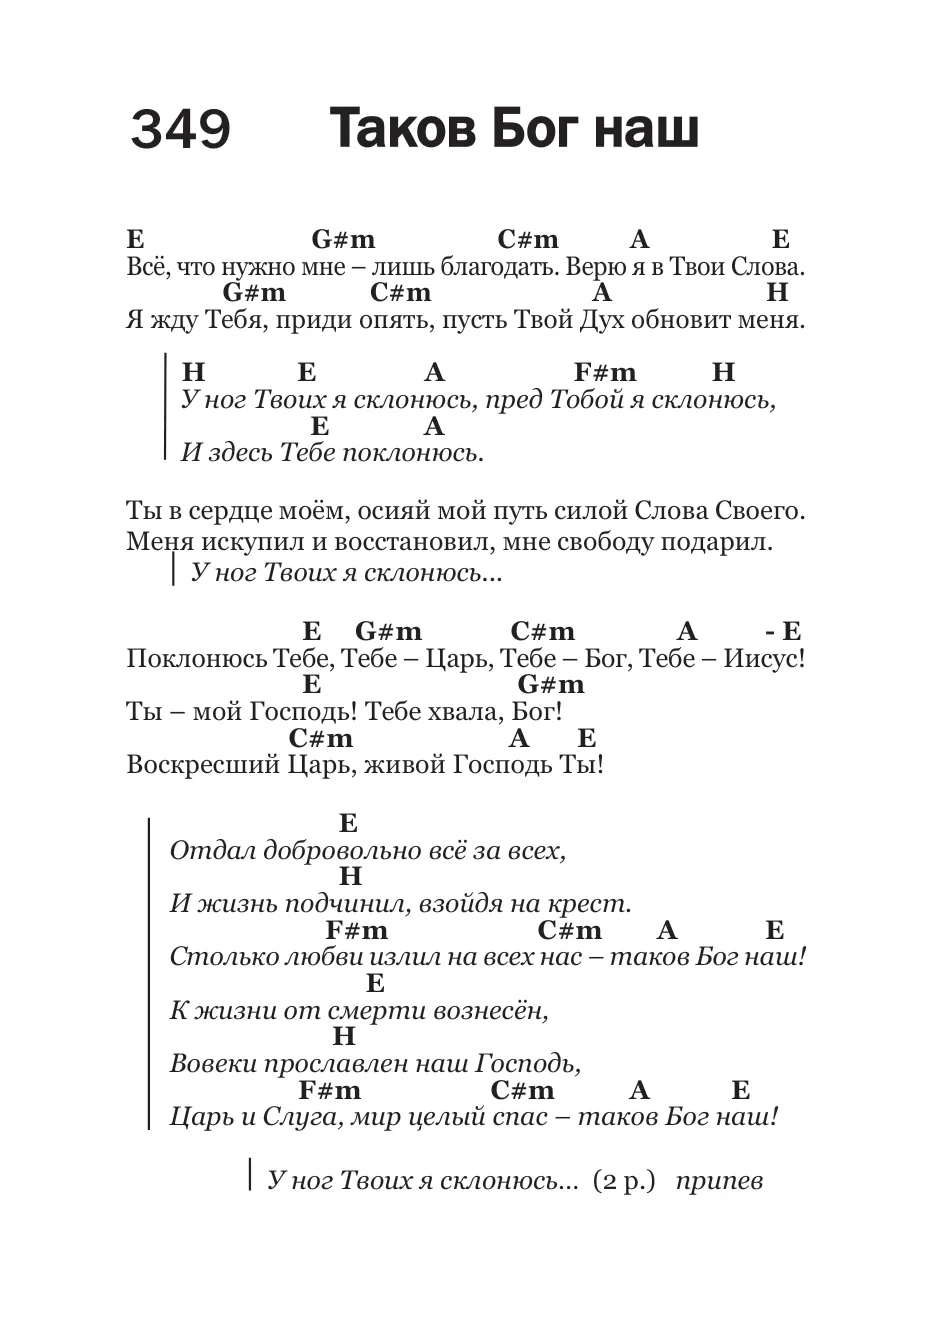 349 Таков Бог наш
E G#m C#m A E
Всё, что нужно мне – лишь благодать. Верю я в Твои Слова.
G#m C#m A H
Я жду Тебя, приди опять, пусть Твой Дух обновит меня.
H E A F#m H
У ног Твоих я склонюсь, пред Тобой я склонюсь,
E A
И здесь Тебе поклонюсь.
Ты в сердце моём, осияй мой путь силой Слова Своего.
Меня искупил и восстановил, мне свободу подарил.
У ног Твоих я склонюсь...
E G#m C#m A - E
Поклонюсь Тебе, Тебе – Царь, Тебе – Бог, Тебе – Иисус!
E G#m
Ты – мой Господь! Тебе хвала, Бог!
C#m A E
Воскресший Царь, живой Господь Ты!
E
Отдал добровольно всё за всех,
H
И жизнь подчинил, взойдя на крест.
F#m C#m A E
Столько любви излил на всех нас – таков Бог наш!
E
К жизни от смерти вознесён,
H
Вовеки прославлен наш Господь,
F#m C#m A E
Царь и Слуга, мир целый спас – таков Бог наш!
У ног Твоих я склонюсь... (2 р.) припев